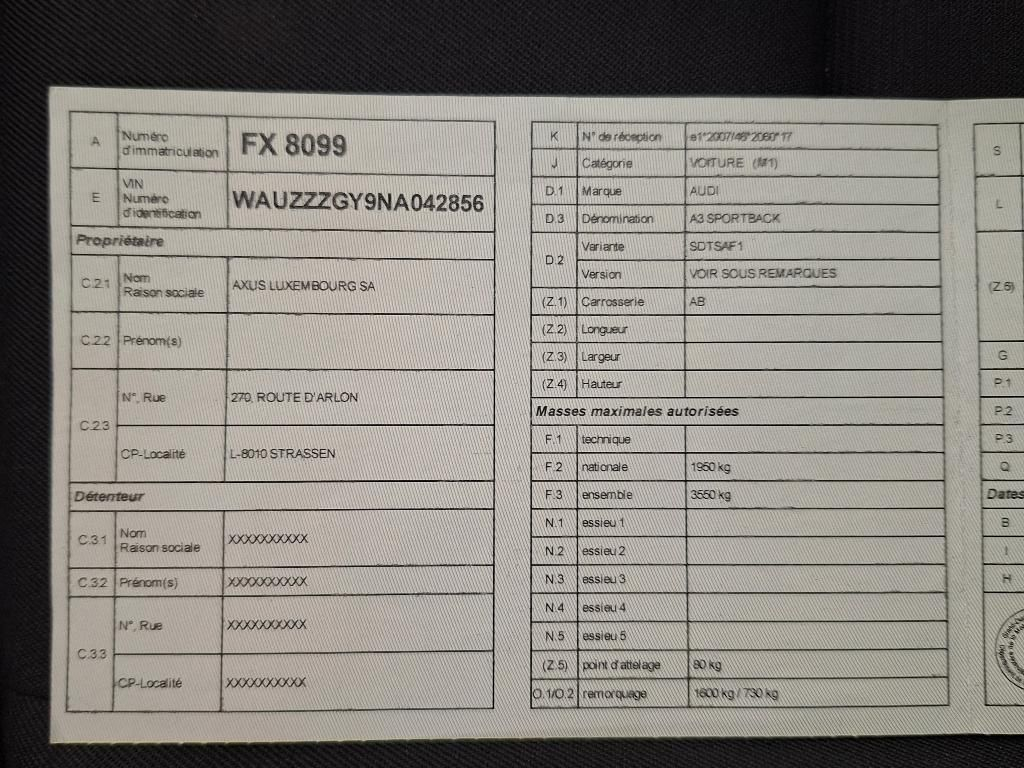 A Numéro d'immatriculation FX 8099
E VIN Numéro d'identification WAUZZZGY9NA042856
Propriétaire
C.2.1 Nom Raison sociale AXUS LUXEMBOURG SA
C.2.2 Prénom(s)
C.2.3 N°, Rue 270, ROUTE D'ARLON
CP-Localité L-8010 STRASSEN
Détenteur
C.3.1 Nom Raison sociale XXXXXXXXXX
C.3.2 Prénom(s) XXXXXXXXXX
C.3.3 N°, Rue XXXXXXXXXX
CP-Localité XXXXXXXXXX
K N° de réception e1*2007/46*2060*17
J Catégorie VOITURE (M1)
D.1 Marque AUDI
D.3 Dénomination A3 SPORTBACK
D.2 Variante SDTSAF1
Version VOIR SOUS REMARQUES
(Z.1) Carrosserie AB
(Z.2) Longueur
(Z.3) Largeur
(Z.4) Hauteur
Masses maximales autorisées
F.1 technique
F.2 nationale 1950 kg
F.3 ensemble 3550 kg
N.1 essieu 1
N.2 essieu 2
N.3 essieu 3
N.4 essieu 4
N.5 essieu 5
(Z.5) point d'attelage 80 kg
O.1/O.2 remorquage 1600 kg / 730 kg
S
L
(Z.6)
G
P.1
P.2
P.3
Q
Dates
B
I
H